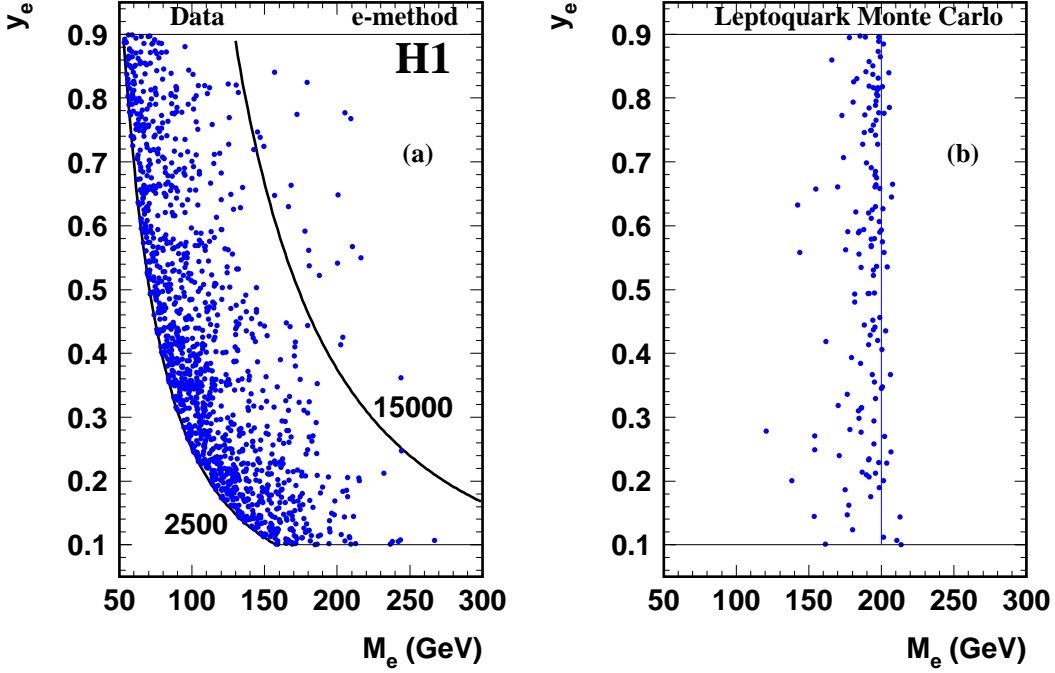 Data e-method
H1
(a)
y_e
0.9
0.8
0.7
0.6
0.5
0.4
0.3
0.2
0.1
15000
2500
50 100 150 200 250 300
M_e (GeV)
Leptoquark Monte Carlo
(b)
y_e
0.9
0.8
0.7
0.6
0.5
0.4
0.3
0.2
0.1
50 100 150 200 250 300
M_e (GeV)